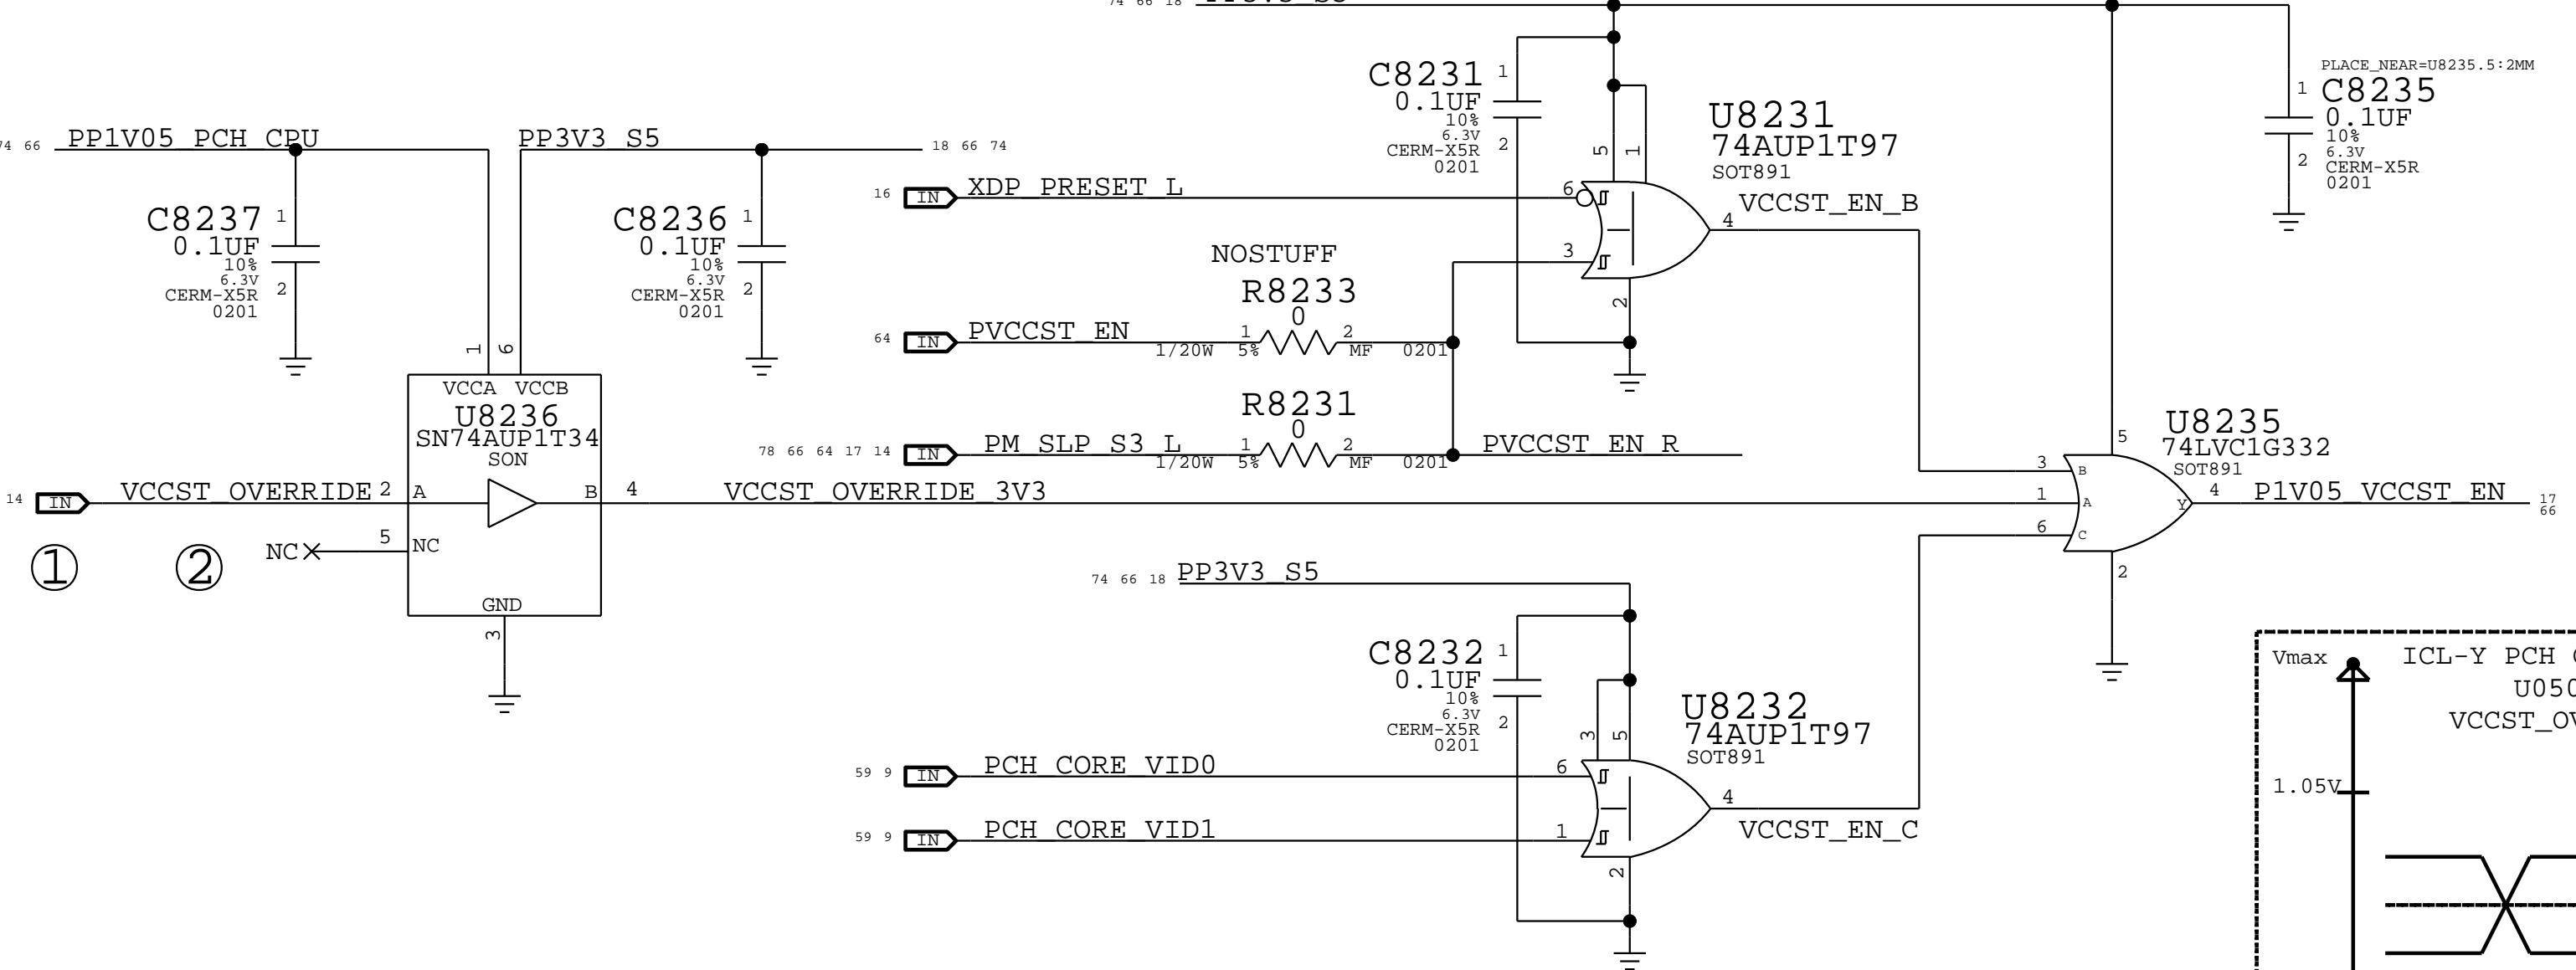 74 66 18
PLACE_NEAR=U8235.5:2MM
C8235
0.1UF
10%
6.3V
CERM-X5R
0201
1
2
C8231
0.1UF
10%
6.3V
CERM-X5R
0201
1
2
5
1
U8231
74AUP1T97
SOT891
74 66
PP1V05_PCH_CPU
PP3V3_S5
18 66 74
16
IN
XDP_PRESET_L
6
VCCST_EN_B
4
C8237
0.1UF
10%
6.3V
CERM-X5R
0201
1
2
C8236
0.1UF
10%
6.3V
CERM-X5R
0201
1
2
3
2
NOSTUFF
R8233
0
64
IN
PVCCST_EN
1
2
1/20W
5%
MF
0201
1
6
VCCA
VCCB
U8236
SN74AUP1T34
SON
R8231
0
78 66 64 17 14
IN
PM_SLP_S3_L
1
2
PVCCST_EN_R
1/20W
5%
MF
0201
U8235
74LVC1G332
SOT891
5
3
B
14
IN
VCCST_OVERRIDE
2
A
B
4
VCCST_OVERRIDE_3V3
1
A
Y
4
P1V05_VCCST_EN
17
66
6
C
2
1
2
NC
5
NC
GND
3
74 66 18
PP3V3_S5
C8232
0.1UF
10%
6.3V
CERM-X5R
0201
1
2
3
5
U8232
74AUP1T97
SOT891
59 9
IN
PCH_CORE_VID0
6
4
59 9
IN
PCH_CORE_VID1
1
VCCST_EN_C
2
Vmax
ICL-Y PCH
1.05V